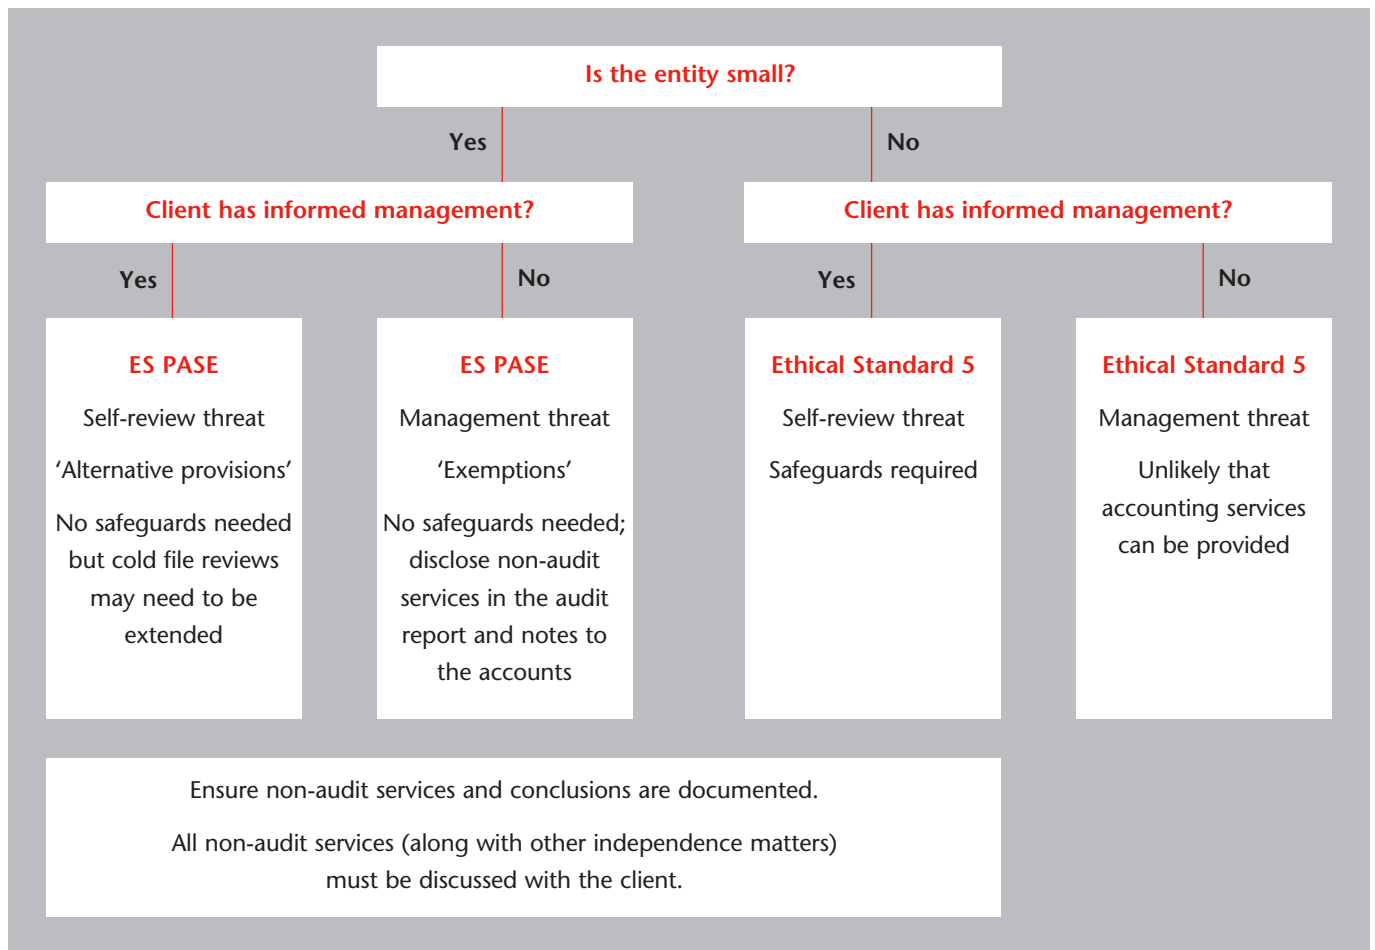 Is the entity small?
Yes
No
Client has informed management?
Client has informed management?
Yes
No
Yes
No
ES PASE
Self-review threat
‘Alternative provisions’
No safeguards needed
but cold file reviews
may need to be
extended
ES PASE
Management threat
‘Exemptions’
No safeguards needed;
disclose non-audit
services in the audit
report and notes to
the accounts
Ethical Standard 5
Self-review threat
Safeguards required
Ethical Standard 5
Management threat
Unlikely that
accounting services
can be provided
Ensure non-audit services and conclusions are documented.
All non-audit services (along with other independence matters)
must be discussed with the client.